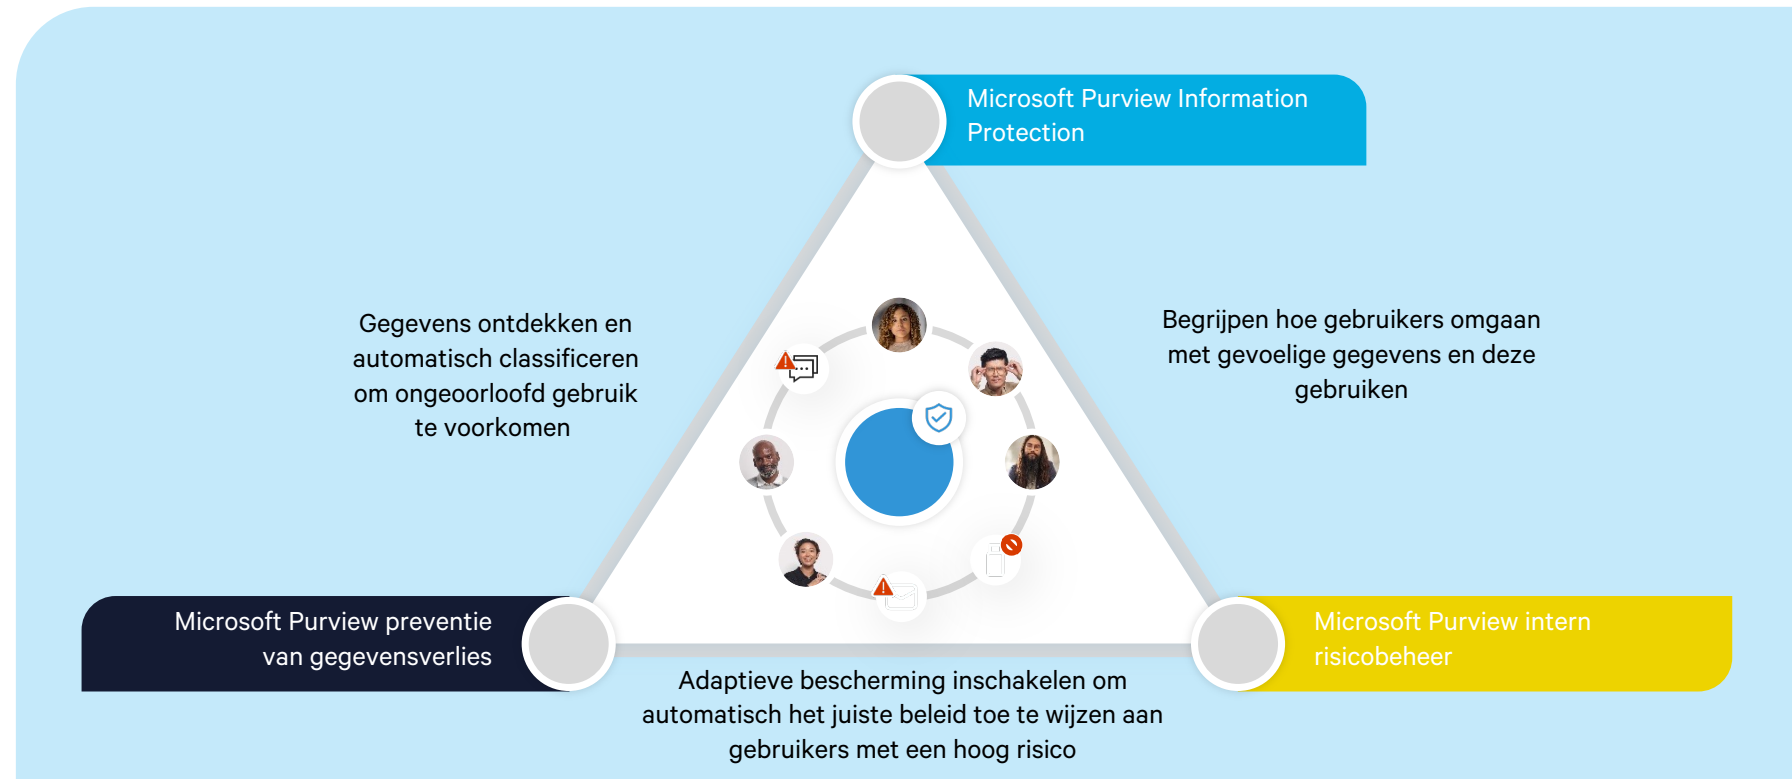 Microsoft Purview Information
Protection
Gegevens ontdekken en
automatisch classificeren
om ongeoorloofd gebruik
te voorkomen
Begrijpen hoe gebruikers omgaan
met gevoelige gegevens en deze
gebruiken
Microsoft Purview preventie
van gegevensverlies
Microsoft Purview intern
risicobeheer
Adaptieve bescherming inschakelen om
automatisch het juiste beleid toe te wijzen aan
gebruikers met een hoog risico